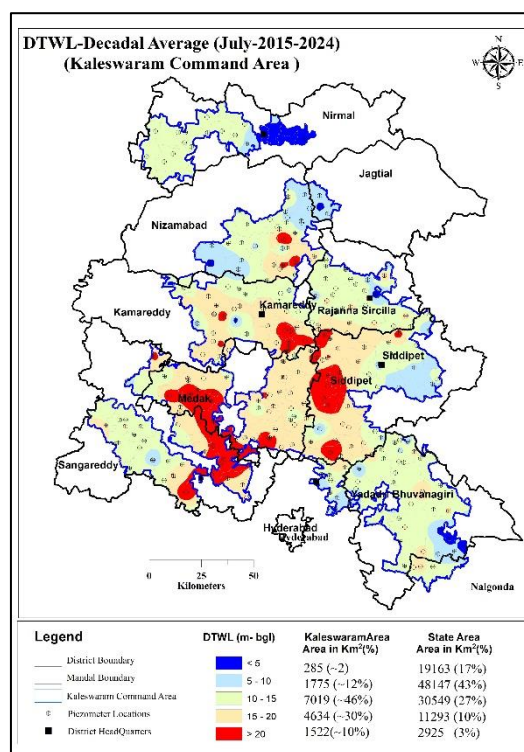 DTWL-Decadal Average (July-2015-2024)
(Kaleswaram Command Area )
N
W E
S
Nirmal
Jagtial
Nizamabad
Kamareddy
Kamareddy
Rajanna Sircilla
Siddipet
Siddipet
Medak
Sangareddy
Yadadri Bhuvanagiri
Hyderabad
Hyderabad
Nalgonda
0 25 50
Kilometers
Legend
District Boundary
Mandal Boundary
Kaleswaram Command Area
Piezometer Locations
District HeadQuarters
DTWL (m- bgl) KaleswaramArea Area in Km²(%) State Area Area in Km²(%)
< 5 285 (~2) 19163 (17%)
5 - 10 1775 (~12%) 48147 (43%)
10 - 15 7019 (~46%) 30549 (27%)
15 - 20 4634 (~30%) 11293 (10%)
> 20 1522(~10%) 2925 (3%)